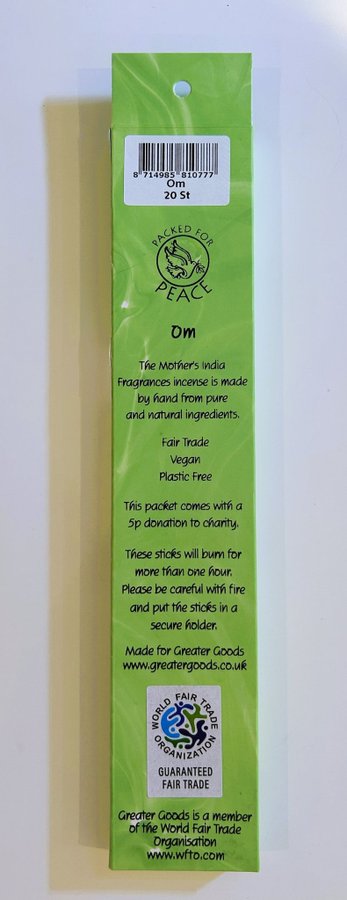 8 714985 810777
Om
20 St
PACKED FOR
PEACE
Om
The Mother's India
Fragrances incense is made
by hand from pure
and natural ingredients.
Fair Trade
Vegan
Plastic Free
This packet comes with a
5p donation to charity.
These sticks will burn for
more than one hour.
Please be careful with fire
and put the sticks in a
secure holder.
Made for Greater Goods
www.greatergoods.co.uk
WORLD FAIR TRADE
ORGANIZATION
GUARANTEED
FAIR TRADE
Greater Goods is a member
of the World Fair Trade
Organisation
www.wfto.com